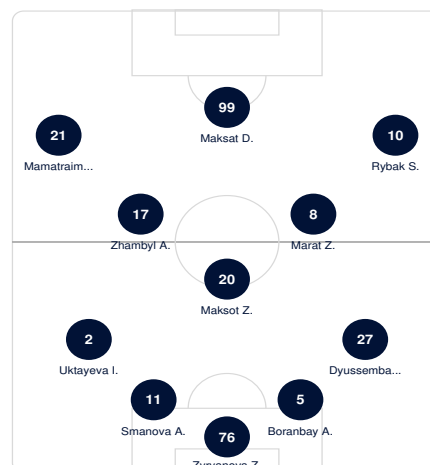 99
Maksat D.
21
Mamatraim...
10
Rybak S.
17
Zhambyl A.
8
Marat Z.
20
Maksot Z.
2
Uktayeva I.
27
Dyussemba...
11
Smanova A.
5
Boranbay A.
76